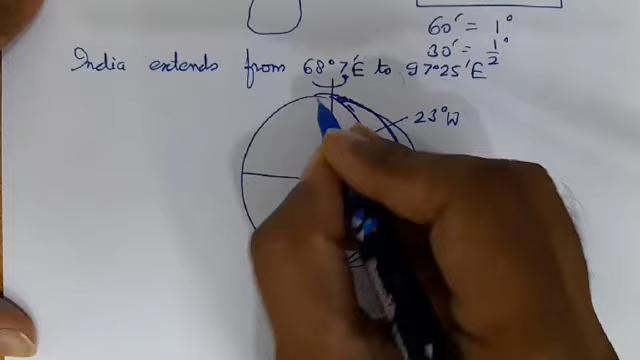 60′ = 1°
30′ = 1/2°
India extends from 68°7′E to 97°25′E
23°W